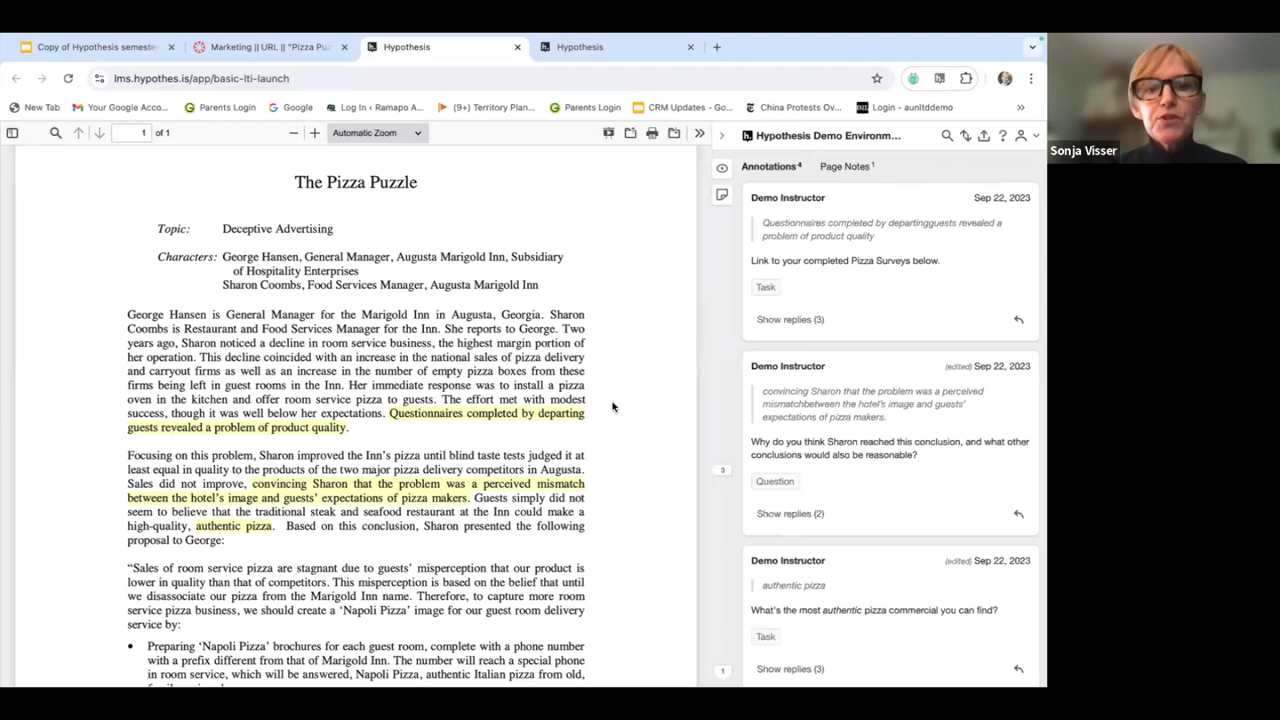 Copy of Hypothesis semeste
Marketing || URL || "Pizza Puz
Hypothesis
Hypothesis
lms.hypothes.is/app/basic-lti-launch
New Tab
Your Google Acco...
Parents Login
Google
Log In ‹ Ramapo A...
(9+) Territory Plan...
Parents Login
CRM Updates - Go...
China Protests Ov...
Login - aunltddemo
1 of 1
Automatic Zoom
Hypothesis Demo Environm...
Sonja Visser
Annotations 4
Page Notes 1
The Pizza Puzzle
Topic: Deceptive Advertising
Characters: George Hansen, General Manager, Augusta Marigold Inn, Subsidiary
of Hospitality Enterprises
Sharon Coombs, Food Services Manager, Augusta Marigold Inn
George Hansen is General Manager for the Marigold Inn in Augusta, Georgia. Sharon
Coombs is Restaurant and Food Services Manager for the Inn. She reports to George. Two
years ago, Sharon noticed a decline in room service business, the highest margin portion of
her operation. This decline coincided with an increase in the national sales of pizza delivery
and carryout firms as well as an increase in the number of empty pizza boxes from these
firms being left in guest rooms in the Inn. Her immediate response was to install a pizza
oven in the kitchen and offer room service pizza to guests. The effort met with modest
success, though it was well below her expectations. Questionnaires completed by departing
guests revealed a problem of product quality.
Focusing on this problem, Sharon improved the Inn's pizza until blind taste tests judged it at
least equal in quality to the products of the two major pizza delivery competitors in Augusta.
Sales did not improve, convincing Sharon that the problem was a perceived mismatch
between the hotel's image and guests' expectations of pizza makers. Guests simply did not
seem to believe that the traditional steak and seafood restaurant at the Inn could make a
high-quality, authentic pizza. Based on this conclusion, Sharon presented the following
proposal to George:
"Sales of room service pizza are stagnant due to guests' misperception that our product is
lower in quality than that of competitors. This misperception is based on the belief that until
we disassociate our pizza from the Marigold Inn name. Therefore, to capture more room
service pizza business, we should create a 'Napoli Pizza' image for our guest room delivery
service by:
• Preparing 'Napoli Pizza' brochures for each guest room, complete with a phone number
with a prefix different from that of Marigold Inn. The number will reach a special phone
in room service, which will be answered, Napoli Pizza, authentic Italian pizza from old,
Demo Instructor
Sep 22, 2023
Questionnaires completed by departingguests revealed a
problem of product quality
Link to your completed Pizza Surveys below.
Task
Show replies (3)
Demo Instructor
(edited) Sep 22, 2023
convincing Sharon that the problem was a perceived
mismatchbetween the hotel's image and guests'
expectations of pizza makers.
Why do you think Sharon reached this conclusion, and what other
conclusions would also be reasonable?
3
Question
Show replies (2)
Demo Instructor
(edited) Sep 22, 2023
authentic pizza
What's the most authentic pizza commercial you can find?
Task
Show replies (3)
1